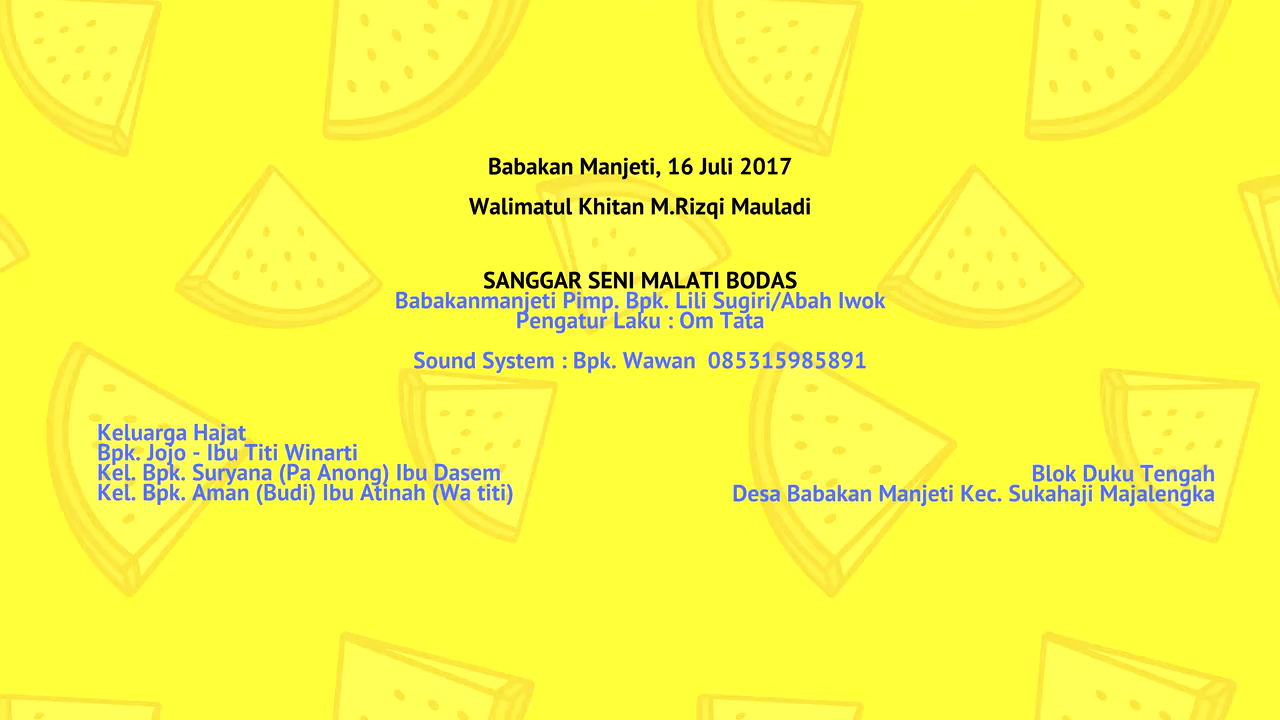 Babakan Manjeti, 16 Juli 2017
Walimatul Khitan M.Rizqi Mauladi
SANGGAR SENI MALATI BODAS
Babakanmanjeti Pimp. Bpk. Lili Sugiri/Abah Iwok
Pengatur Laku : Om Tata
Sound System : Bpk. Wawan  085315985891
Keluarga Hajat
Bpk. Jojo - Ibu Titi Winarti
Kel. Bpk. Suryana (Pa Anong) Ibu Dasem
Kel. Bpk. Aman (Budi) Ibu Atinah (Wa titi)
Blok Duku Tengah
Desa Babakan Manjeti Kec. Sukahaji Majalengka